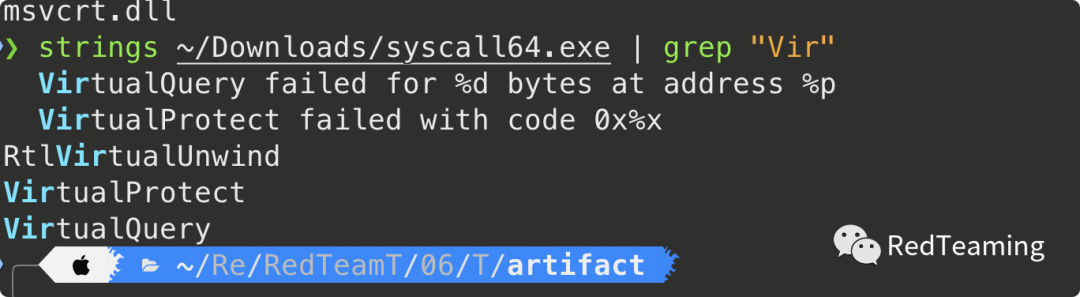 msvcrt.dll
❯ strings ~/Downloads/syscall64.exe | grep "Vir"
  VirtualQuery failed for %d bytes at address %p
  VirtualProtect failed with code 0x%x
RtlVirtualUnwind
VirtualProtect
VirtualQuery
~/Re/RedTeamT/06/T/artifact
RedTeaming